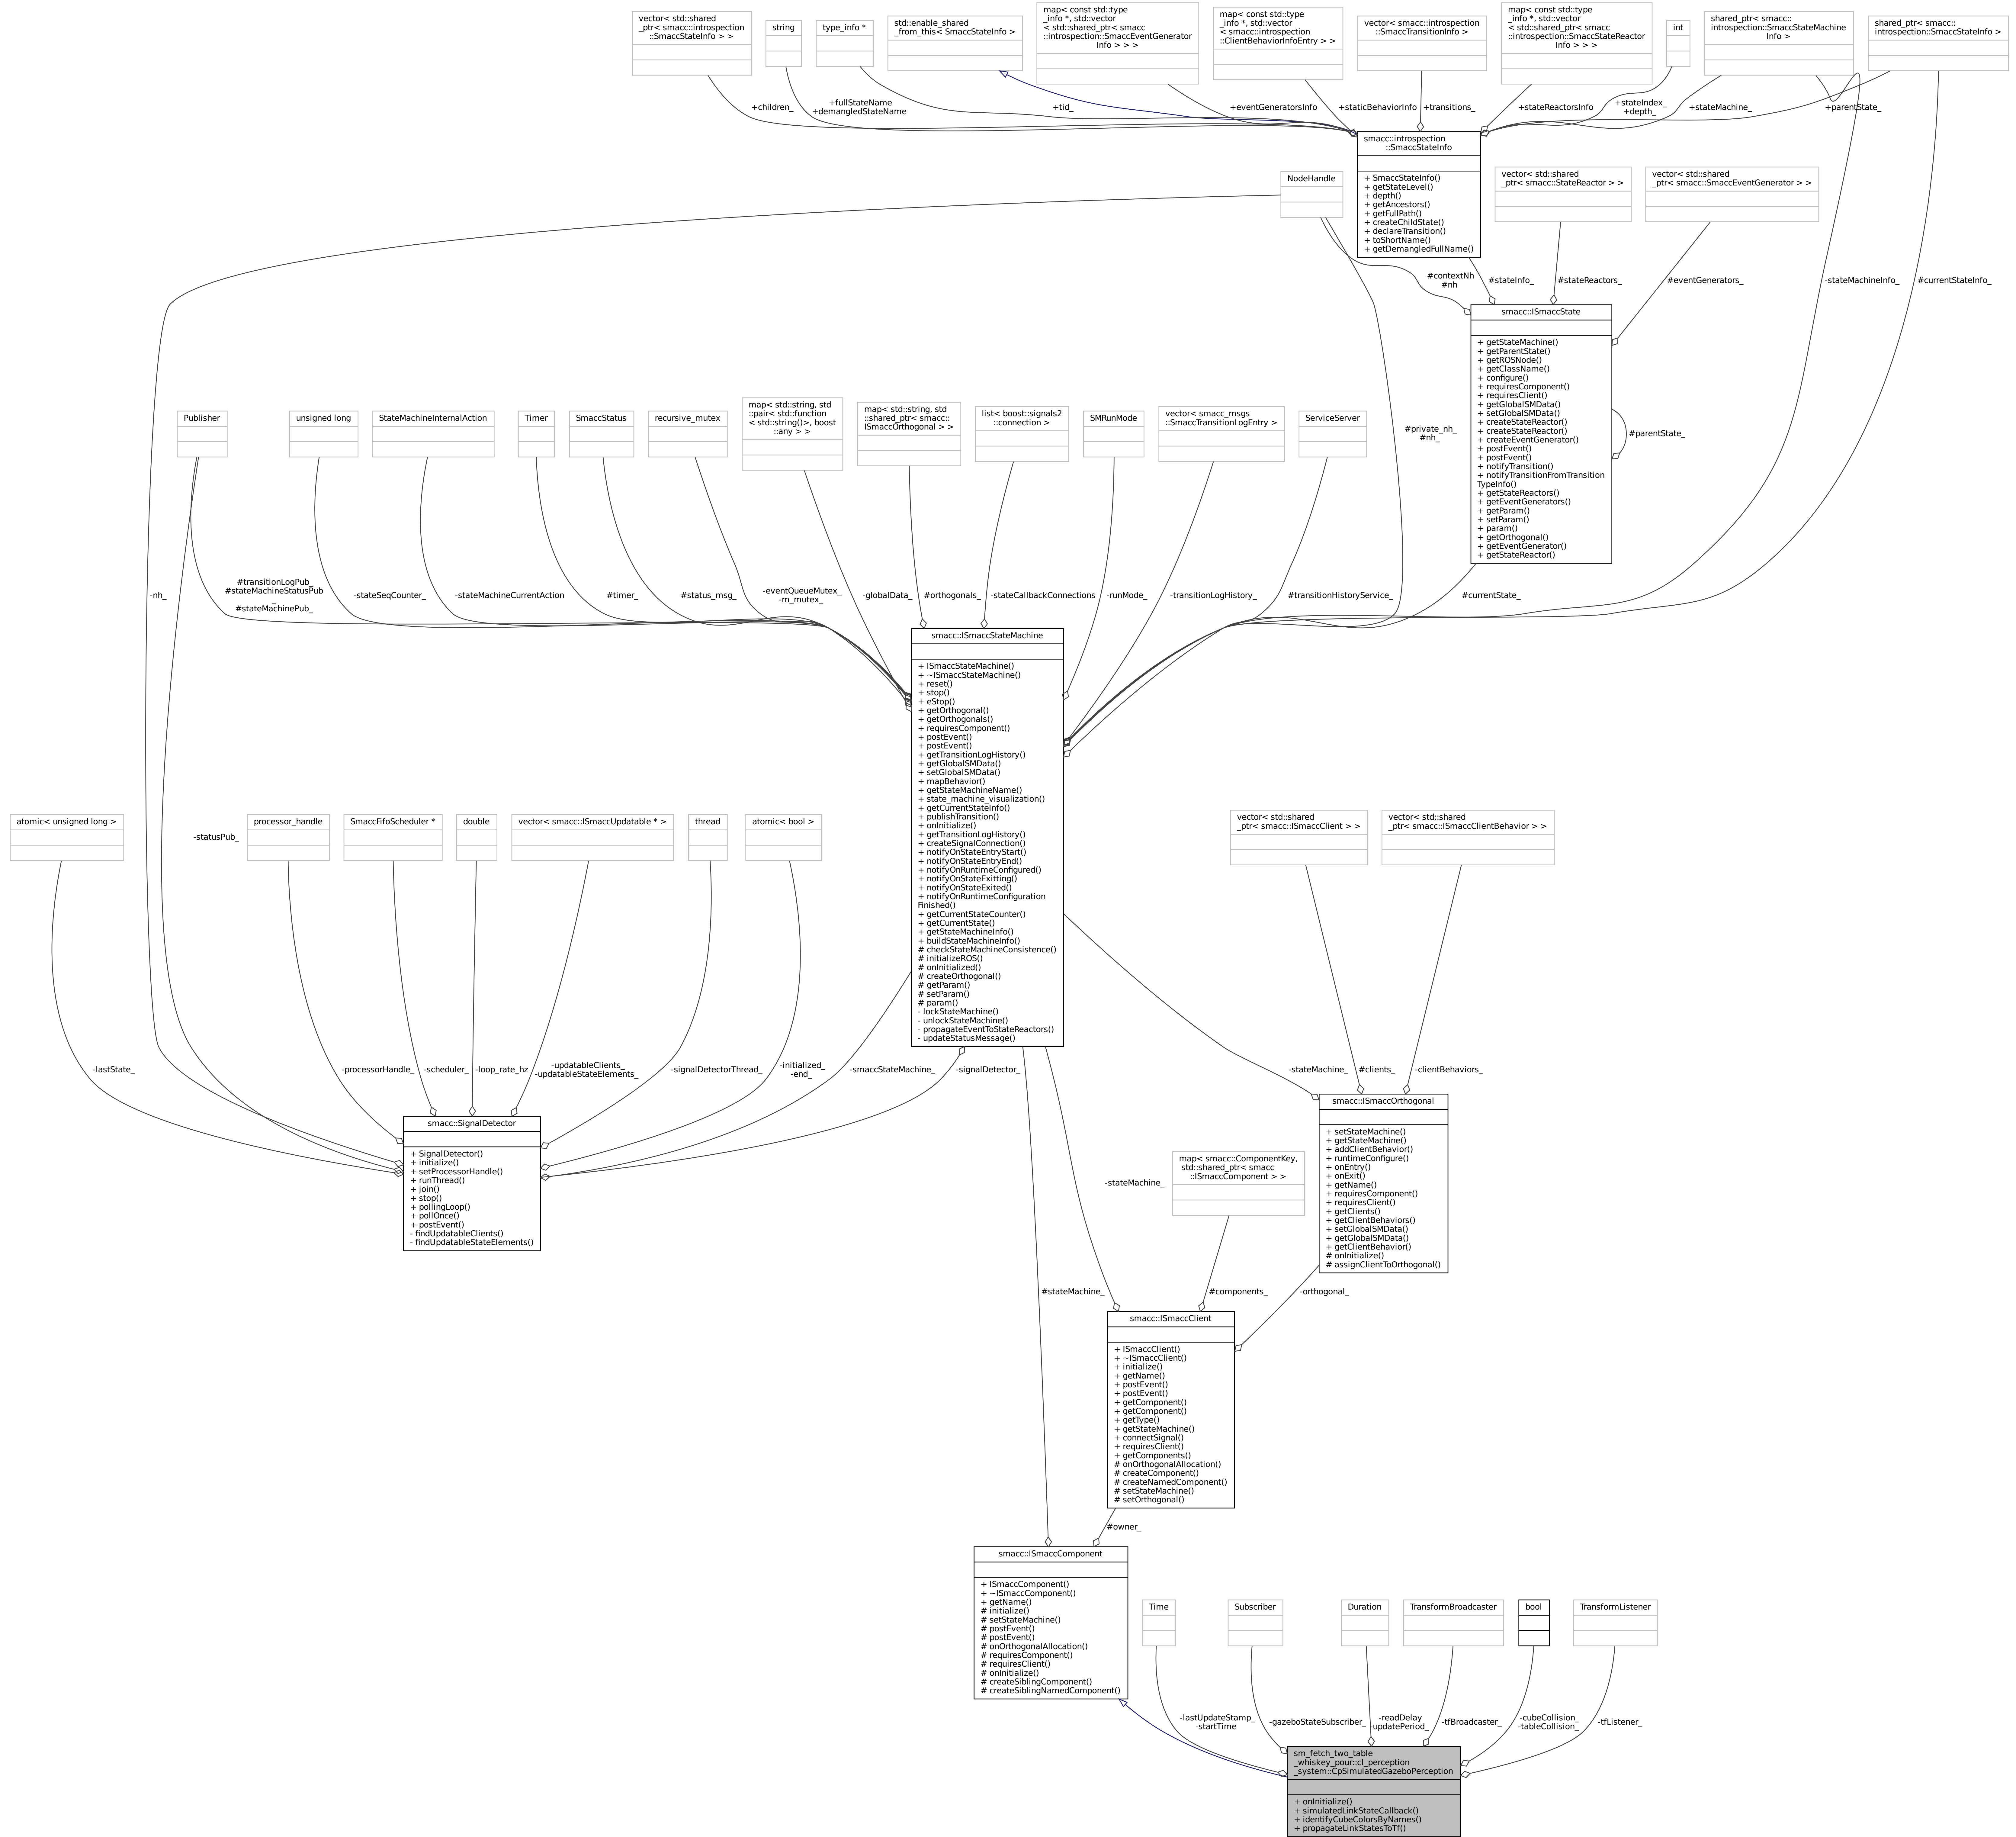 vector< std::shared
_ptr< smacc::introspection
::SmaccStateInfo > >
string
type_info *
std::enable_shared
_from_this< SmaccStateInfo >
map< const std::type
_info *, std::vector
< std::shared_ptr< smacc
::introspection::SmaccEventGenerator
Info > > >
map< const std::type
_info *, std::vector
< smacc::introspection
::ClientBehaviorInfoEntry > >
vector< smacc::introspection
::SmaccTransitionInfo >
map< const std::type
_info *, std::vector
< std::shared_ptr< smacc
::introspection::SmaccStateReactor
Info > > >
int
shared_ptr< smacc::
introspection::SmaccStateMachine
Info >
shared_ptr< smacc::
introspection::SmaccStateInfo >
+children_
+fullStateName
+demangledStateName
+tid_
+eventGeneratorsInfo
+staticBehaviorInfo
+transitions_
+stateReactorsInfo
+stateIndex_
+depth_
+stateMachine_
+parentState_
smacc::introspection
::SmaccStateInfo
+ SmaccStateInfo()
+ getStateLevel()
+ depth()
+ getAncestors()
+ getFullPath()
+ createChildState()
+ declareTransition()
+ toShortName()
+ getDemangledFullName()
NodeHandle
vector< std::shared
_ptr< smacc::StateReactor > >
vector< std::shared
_ptr< smacc::SmaccEventGenerator > >
#contextNh
#nh
#stateInfo_
#stateReactors_
#eventGenerators_
-stateMachineInfo_
#currentStateInfo_
smacc::ISmaccState
+ getStateMachine()
+ getParentState()
+ getROSNode()
+ getClassName()
+ configure()
+ requiresComponent()
+ requiresClient()
+ getGlobalSMData()
+ setGlobalSMData()
+ createStateReactor()
+ createStateReactor()
+ createEventGenerator()
+ postEvent()
+ postEvent()
+ notifyTransition()
+ notifyTransitionFromTransition
TypeInfo()
+ getStateReactors()
+ getEventGenerators()
+ getParam()
+ setParam()
+ param()
+ getOrthogonal()
+ getEventGenerator()
+ getStateReactor()
#parentState_
Publisher
unsigned long
StateMachineInternalAction
Timer
SmaccStatus
recursive_mutex
map< std::string, std
::pair< std::function
< std::string()>, boost
::any > >
map< std::string, std
::shared_ptr< smacc::
ISmaccOrthogonal > >
list< boost::signals2
::connection >
SMRunMode
vector< smacc_msgs
::SmaccTransitionLogEntry >
ServiceServer
#private_nh_
#nh_
-nh_
#transitionLogPub_
#stateMachineStatusPub
_
#stateMachinePub_
-stateSeqCounter_
-stateMachineCurrentAction
#timer_
#status_msg_
-eventQueueMutex_
-m_mutex_
-globalData_
#orthogonals_
-stateCallbackConnections
-runMode_
-transitionLogHistory_
#transitionHistoryService_
#currentState_
smacc::ISmaccStateMachine
+ ISmaccStateMachine()
+ ~ISmaccStateMachine()
+ reset()
+ stop()
+ eStop()
+ getOrthogonal()
+ getOrthogonals()
+ requiresComponent()
+ postEvent()
+ postEvent()
+ getTransitionLogHistory()
+ getGlobalSMData()
+ setGlobalSMData()
+ mapBehavior()
+ getStateMachineName()
+ state_machine_visualization()
+ getCurrentStateInfo()
+ publishTransition()
+ onInitialize()
+ getTransitionLogHistory()
+ createSignalConnection()
+ notifyOnStateEntryStart()
+ notifyOnStateEntryEnd()
+ notifyOnRuntimeConfigured()
+ notifyOnStateExitting()
+ notifyOnStateExited()
+ notifyOnRuntimeConfiguration
Finished()
+ getCurrentStateCounter()
+ getCurrentState()
+ getStateMachineInfo()
+ buildStateMachineInfo()
# checkStateMachineConsistence()
# initializeROS()
# onInitialized()
# createOrthogonal()
# getParam()
# setParam()
# param()
- lockStateMachine()
- unlockStateMachine()
- propagateEventToStateReactors()
- updateStatusMessage()
atomic< unsigned long >
-statusPub_
processor_handle
SmaccFifoScheduler *
double
vector< smacc::ISmaccUpdatable * >
thread
atomic< bool >
vector< std::shared
_ptr< smacc::ISmaccClient > >
vector< std::shared
_ptr< smacc::ISmaccClientBehavior > >
-lastState_
-processorHandle_
-scheduler_
-loop_rate_hz
-updatableClients_
-updatableStateElements_
-signalDetectorThread_
-initialized_
-end_
-smaccStateMachine_
-signalDetector_
-stateMachine_
#clients_
-clientBehaviors_
smacc::SignalDetector
+ SignalDetector()
+ initialize()
+ setProcessorHandle()
+ runThread()
+ join()
+ stop()
+ pollingLoop()
+ pollOnce()
+ postEvent()
- findUpdatableClients()
- findUpdatableStateElements()
smacc::ISmaccOrthogonal
+ setStateMachine()
+ getStateMachine()
+ addClientBehavior()
+ runtimeConfigure()
+ onEntry()
+ onExit()
+ getName()
+ requiresComponent()
+ requiresClient()
+ getClients()
+ getClientBehaviors()
+ setGlobalSMData()
+ getGlobalSMData()
+ getClientBehavior()
# onInitialize()
# assignClientToOrthogonal()
map< smacc::ComponentKey,
std::shared_ptr< smacc
::ISmaccComponent > >
-stateMachine_
#stateMachine_
#components_
-orthogonal_
smacc::ISmaccClient
+ ISmaccClient()
+ ~ISmaccClient()
+ initialize()
+ getName()
+ postEvent()
+ postEvent()
+ getComponent()
+ getComponent()
+ getType()
+ getStateMachine()
+ connectSignal()
+ requiresClient()
+ getComponents()
# onOrthogonalAllocation()
# createComponent()
# createNamedComponent()
# setStateMachine()
# setOrthogonal()
#owner_
smacc::ISmaccComponent
+ ISmaccComponent()
+ ~ISmaccComponent()
+ getName()
# initialize()
# setStateMachine()
# postEvent()
# postEvent()
# onOrthogonalAllocation()
# requiresComponent()
# requiresClient()
# onInitialize()
# createSiblingComponent()
# createSiblingNamedComponent()
Time
Subscriber
Duration
TransformBroadcaster
bool
TransformListener
-lastUpdateStamp_
-startTime
-gazeboStateSubscriber_
-readDelay
-updatePeriod_
-tfBroadcaster_
-cubeCollision_
-tableCollision_
-tfListener_
sm_fetch_two_table
_whiskey_pour::cl_perception
_system::CpSimulatedGazeboPerception
+ onInitialize()
+ simulatedLinkStateCallback()
+ identifyCubeColorsByNames()
+ propagateLinkStatesToTf()